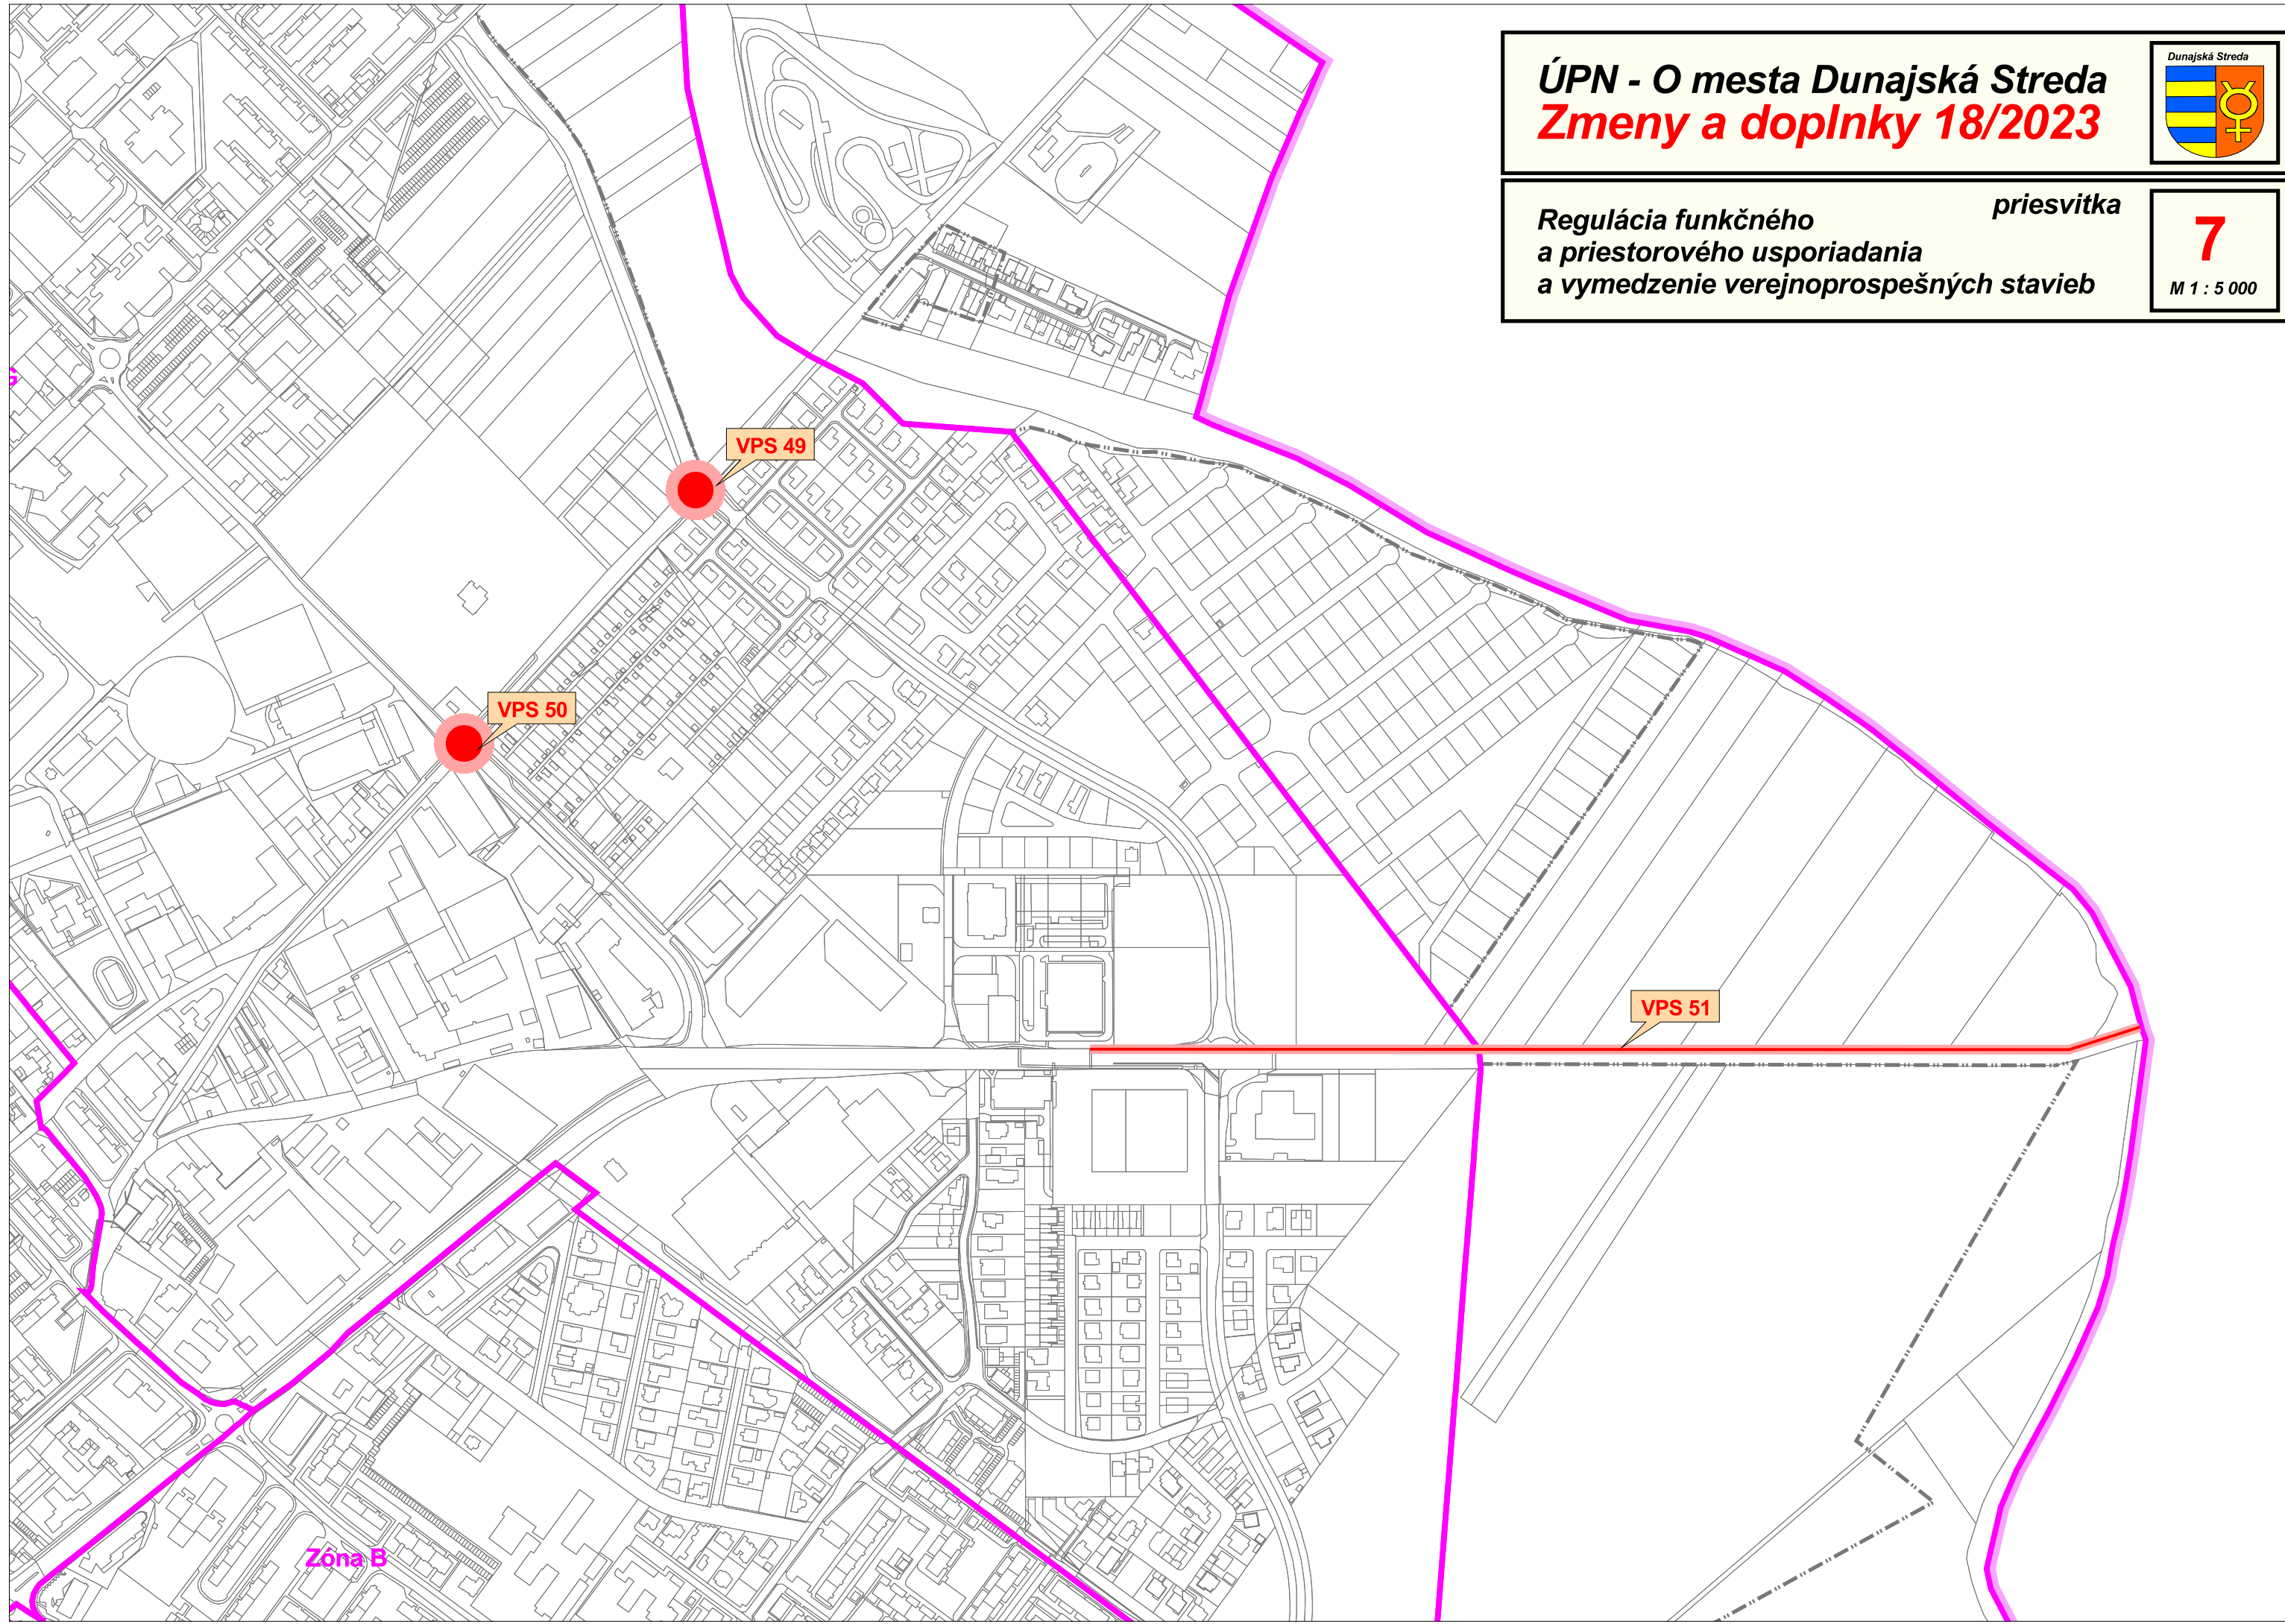 ÚPN - O mesta Dunajská Streda
Zmeny a doplnky 18/2023
Dunajská Streda
Regulácia funkčného
a priestorového usporiadania
a vymedzenie verejnoprospešných stavieb
priesvitka
7
M 1 : 5 000
G
VPS 49
VPS 50
VPS 51
Zóna B